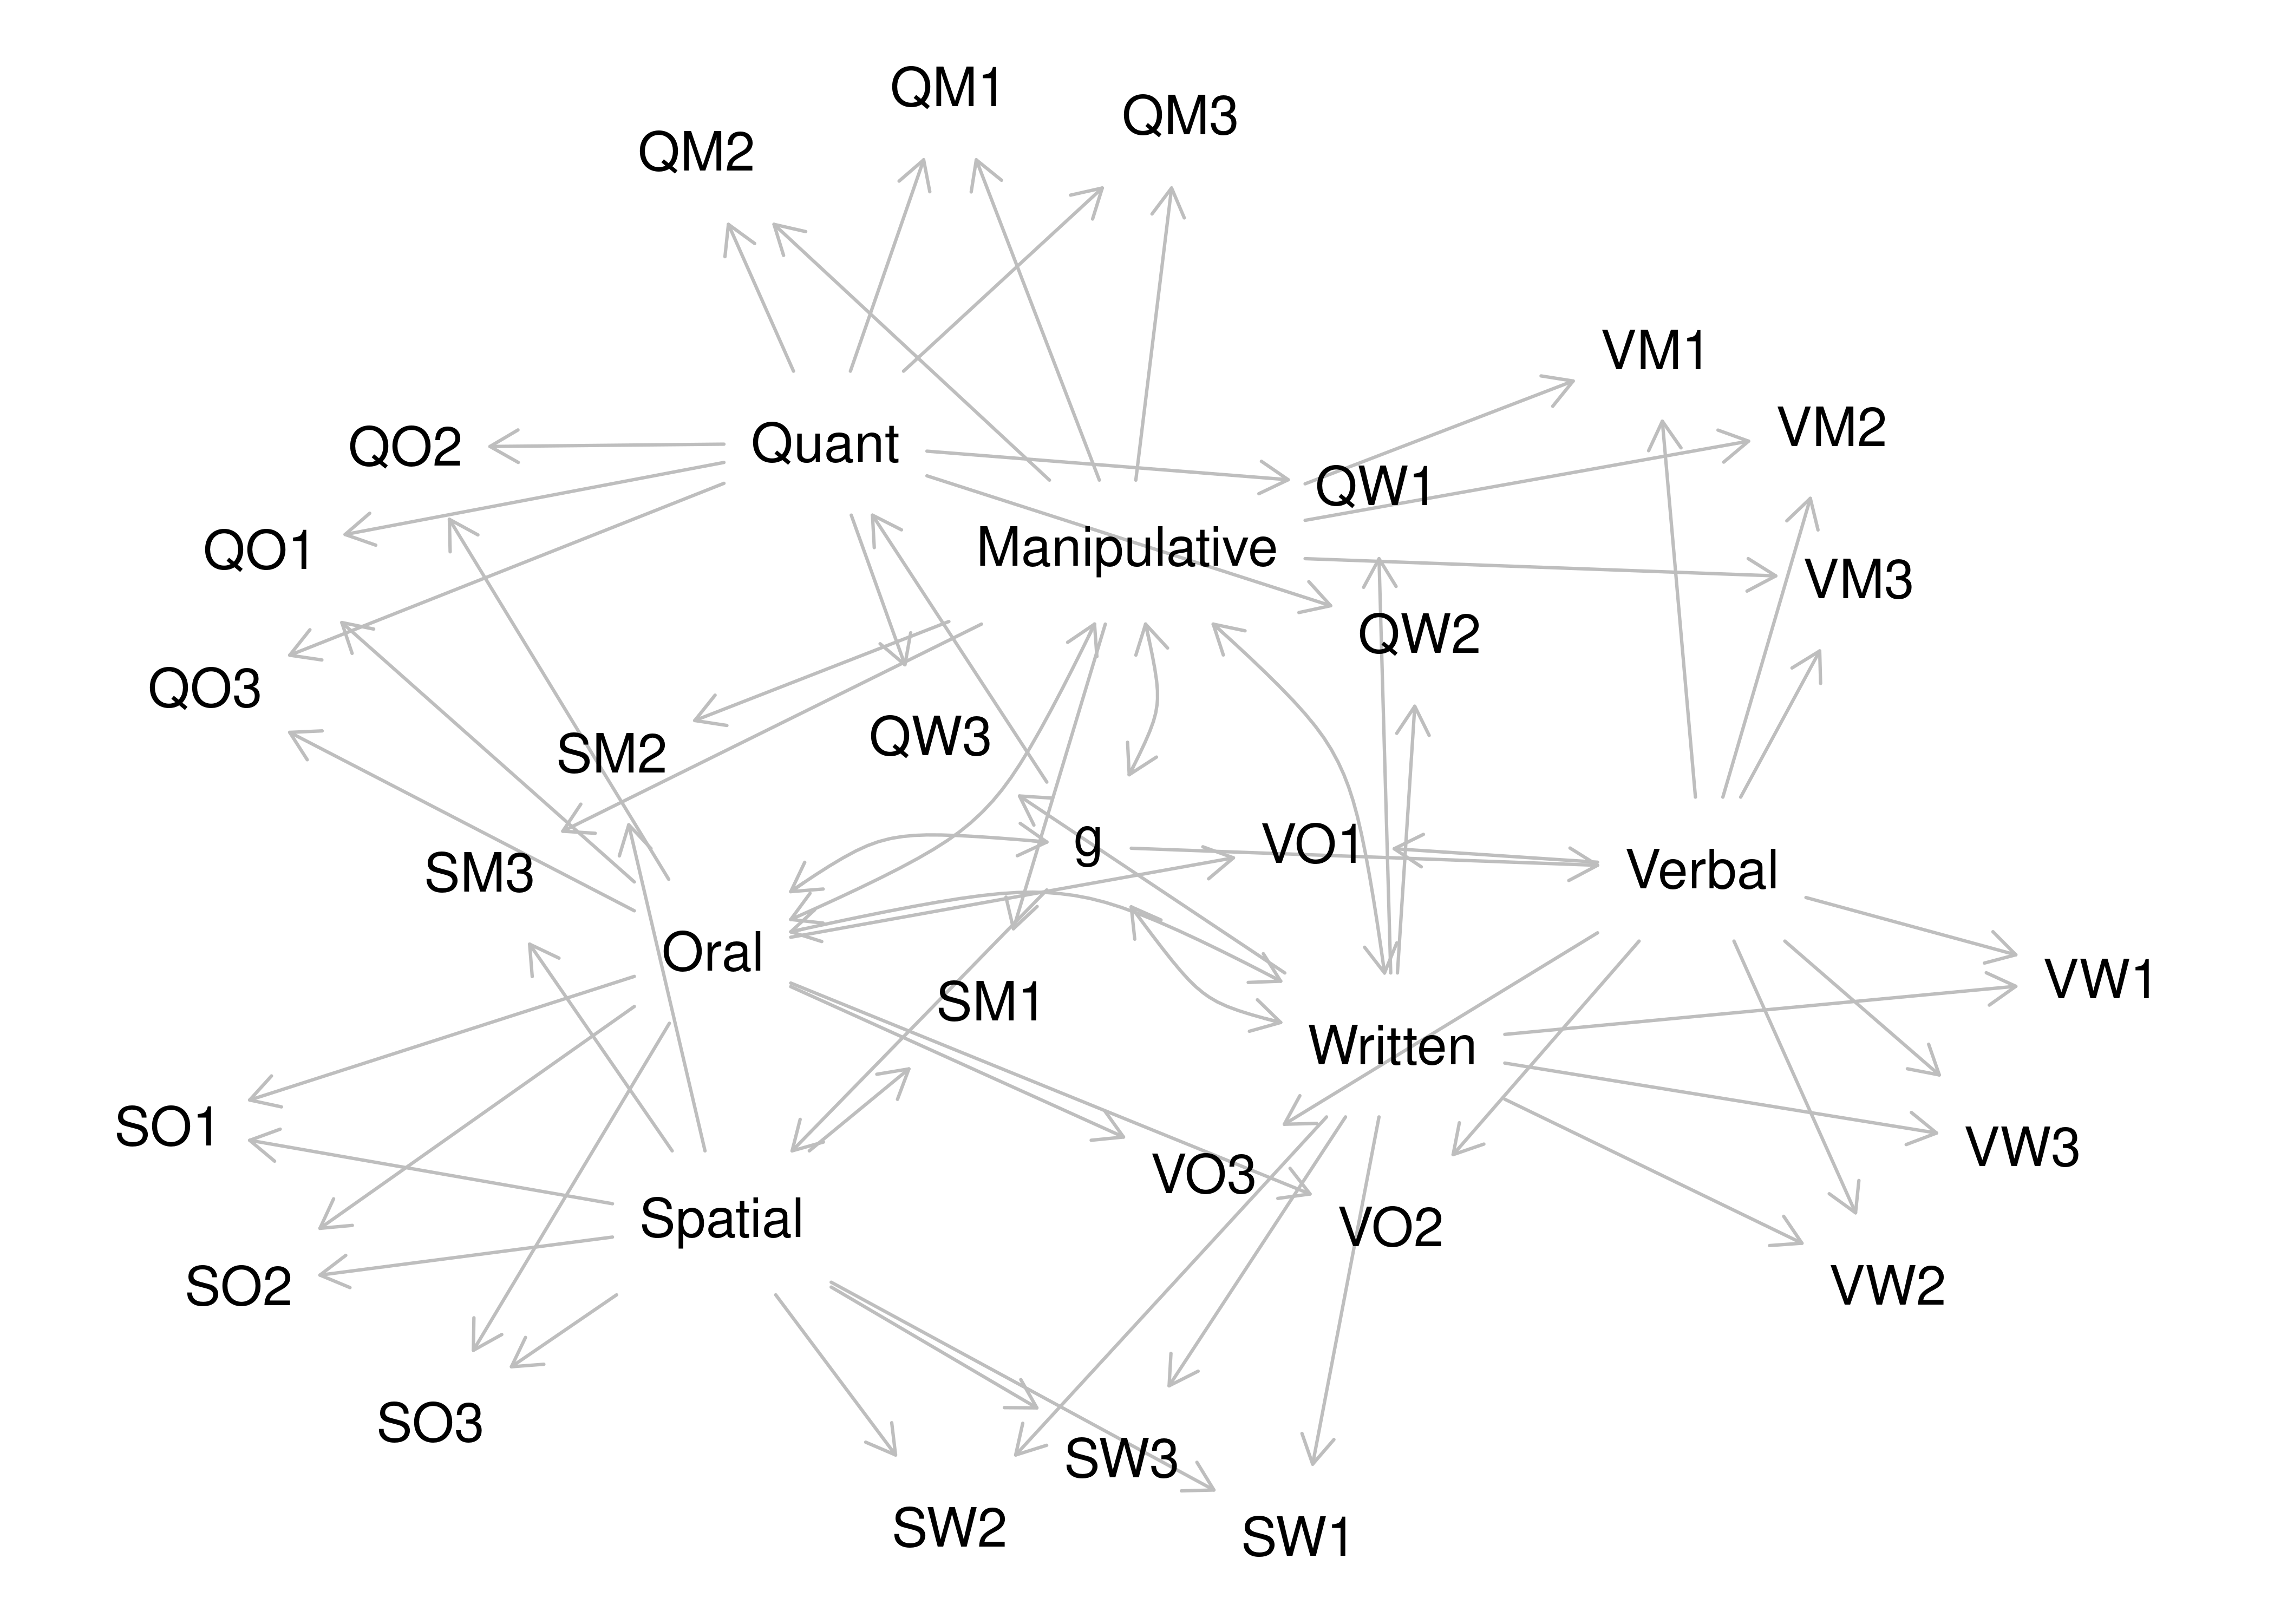 QM1
QM3
QM2
VM1
VM2
Quant
QO2
QW1
QO1
Manipulative
VM3
QW2
QO3
QW3
SM2
g
VO1
SM3
Verbal
Oral
VW1
SM1
Written
SO1
VW3
VO3
Spatial
VO2
SO2
VW2
SO3
SW3
SW2
SW1